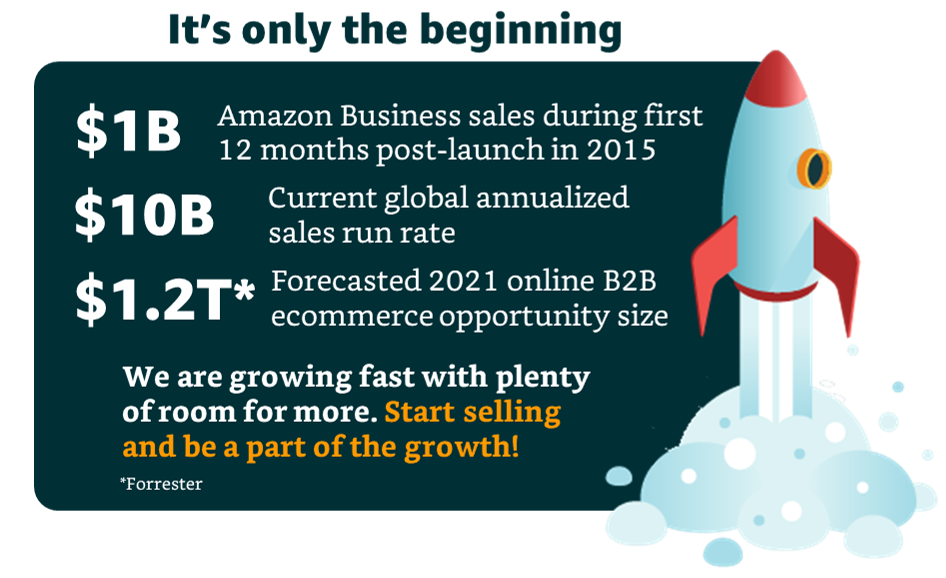 It’s only the beginning
$1B
Amazon Business sales during first
12 months post-launch in 2015
$10B
Current global annualized
sales run rate
$1.2T*
Forecasted 2021 online B2B
ecommerce opportunity size
We are growing fast with plenty
of room for more. Start selling
and be a part of the growth!
*Forrester